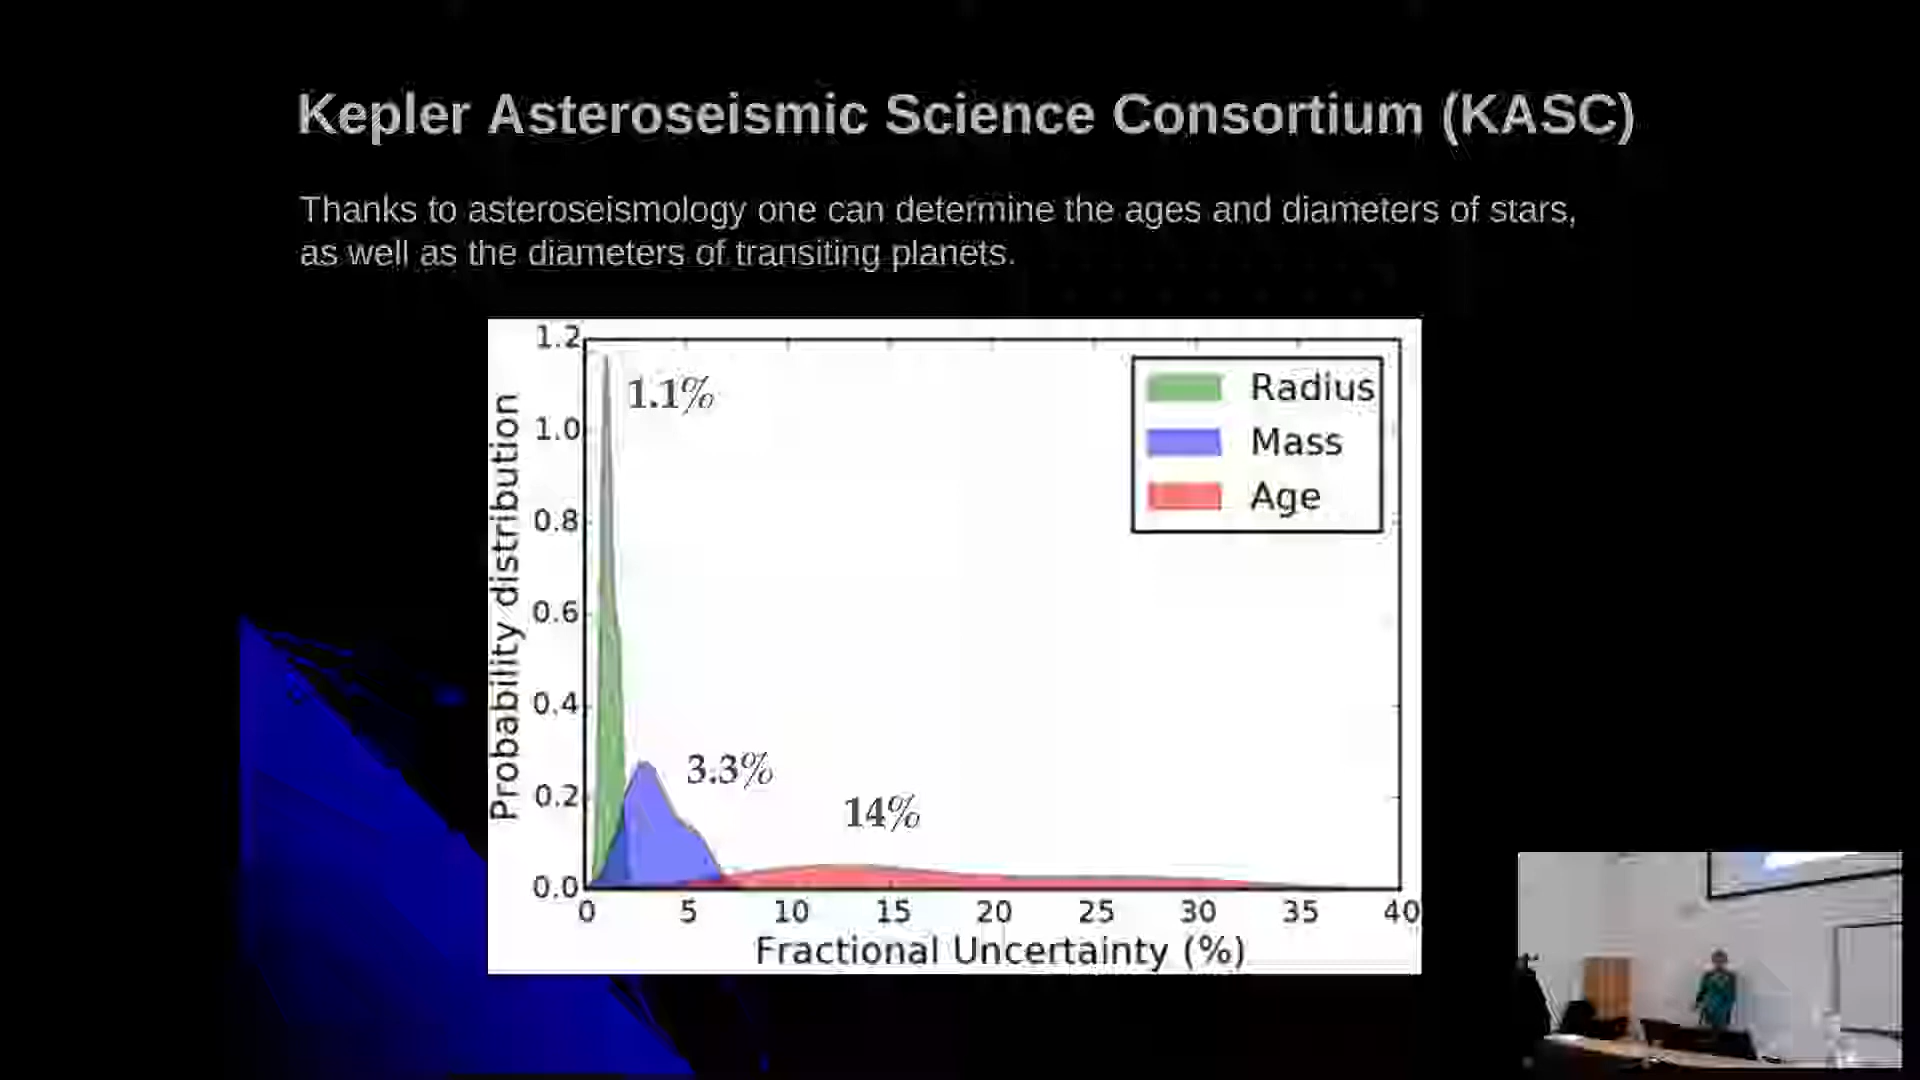 Kepler Asteroseismic Science Consortium (KASC)
Thanks to asteroseismology one can determine the ages and diameters of stars,
as well as the diameters of transiting planets.
1.2
1.0
0.8
0.6
0.4
0.2
0.0
Probability distribution
1.1%
3.3%
14%
Radius
Mass
Age
0 5 10 15 20 25 30 35 40
Fractional Uncertainty (%)